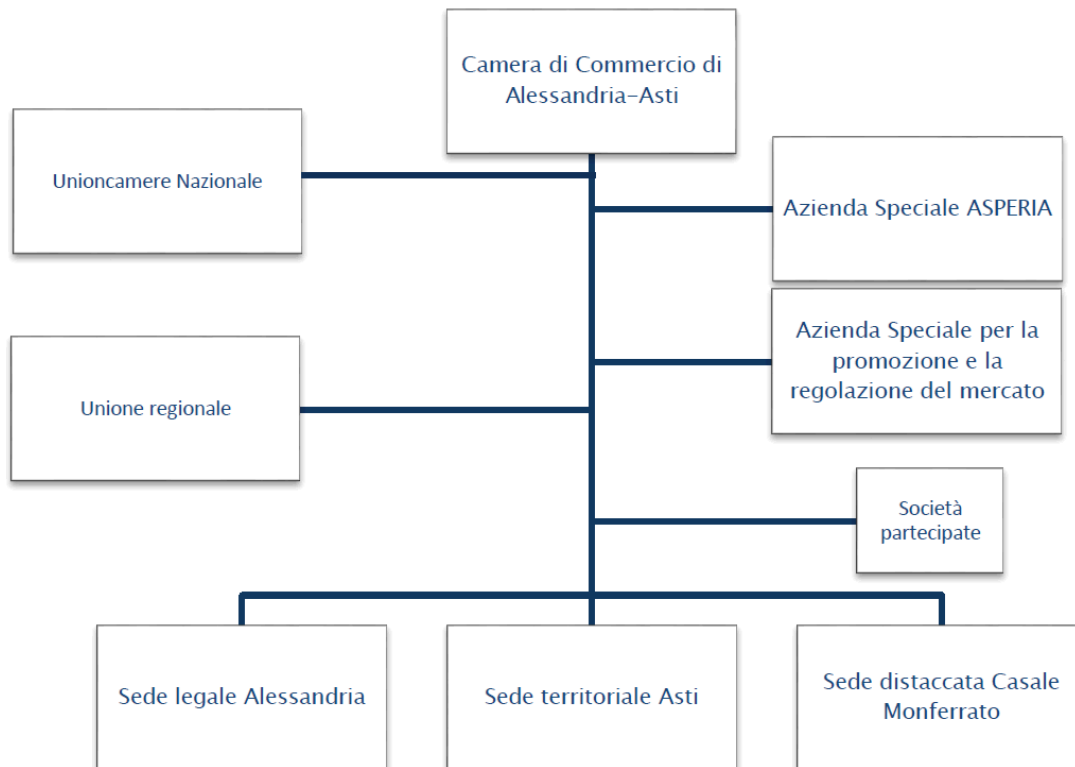 Camera di Commercio di
Alessandria-Asti
Unioncamere Nazionale
Azienda Speciale ASPERIA
Azienda Speciale per la
promozione e la
regolazione del mercato
Unione regionale
Società
partecipate
Sede legale Alessandria
Sede territoriale Asti
Sede distaccata Casale
Monferrato